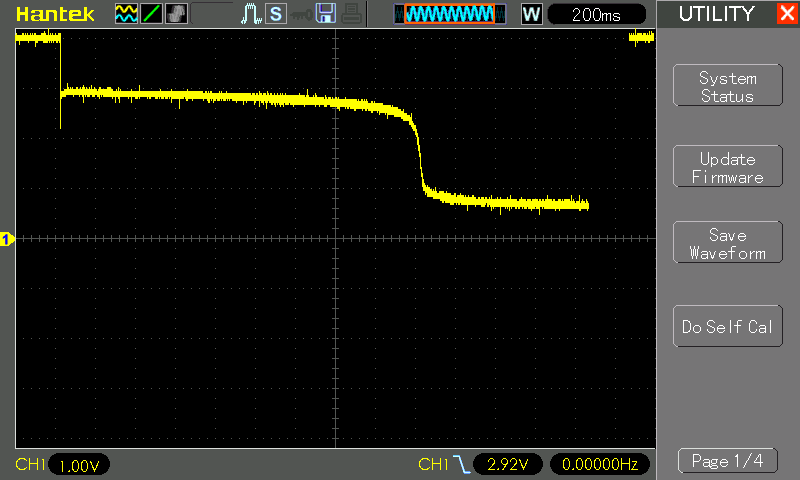 Hantek
S
W
200ms
UTILITY
X
System
Status
Update
Firmware
Save
Waveform
Do Self Cal
Page 1/4
1
CH1 1.00V
CH1 2.92V 0.00000Hz